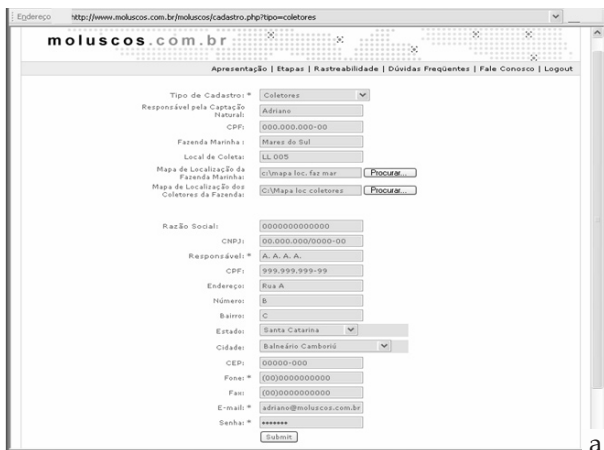 Endereço http://www.moluscos.com.br/moluscos/cadastro.php?tipo=coletores
moluscos.com.br
Apresentação | Etapas | Rastreabilidade | Dúvidas Freqüentes | Fale Conosco | Logout
Tipo de Cadastro: * Coletores
Responsável pela Captação Natural: Adriano
CPF: 000.000.000-00
Fazenda Marinha : Mares do Sul
Local de Coleta: LL 005
Mapa de Localização da Fazenda Marinha: c:\mapa loc. faz mar Procurar...
Mapa de Localização dos Coletores da Fazenda: C:\Mapa loc coletores Procurar...
Razão Social: 0000000000000
CNPJ: 00.000.000/0000-00
Responsável: * A. A. A. A.
CPF: 999.999.999-99
Endereço: Rua A
Número: B
Bairro: C
Estado: Santa Catarina
Cidade: Balneário Camboriú
CEP: 00000-000
Fone: * (00)0000000000
Fax: (00)0000000000
E-mail: * adriano@moluscos.com.br
Senha: * *******
Submit
a